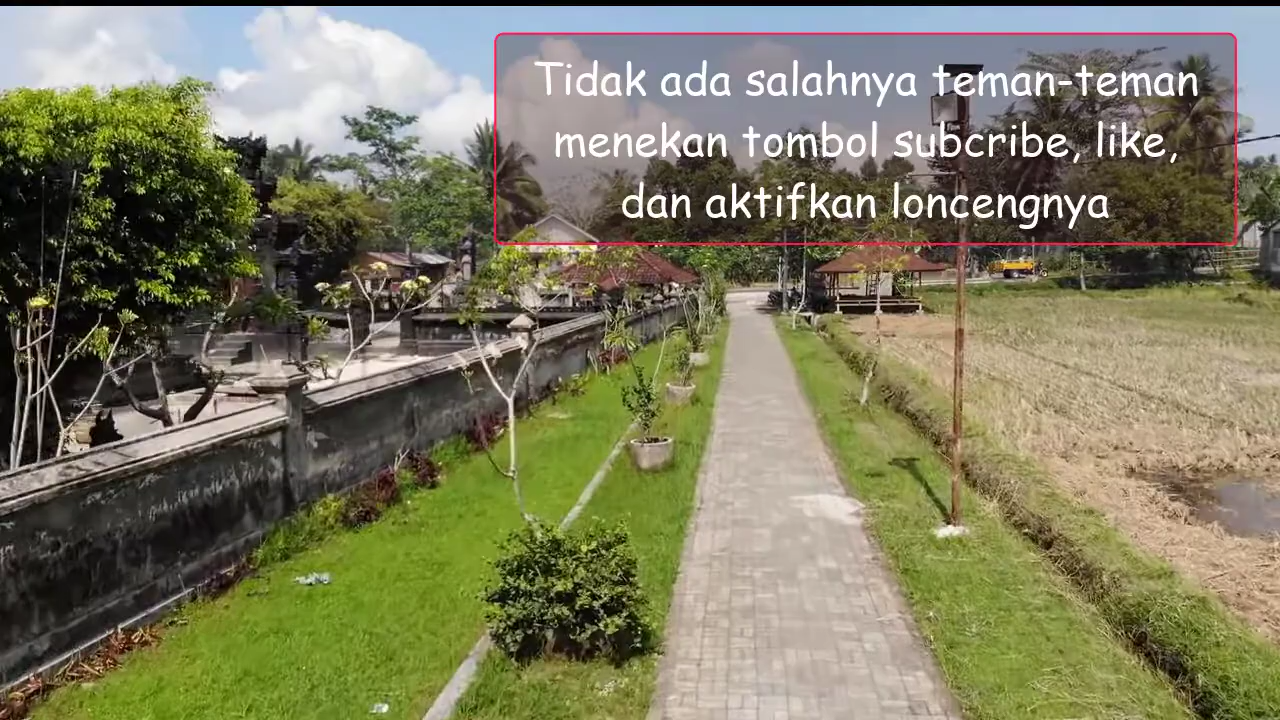 Tidak ada salahnya teman-teman
menekan tombol subcribe, like,
dan aktifkan loncengnya